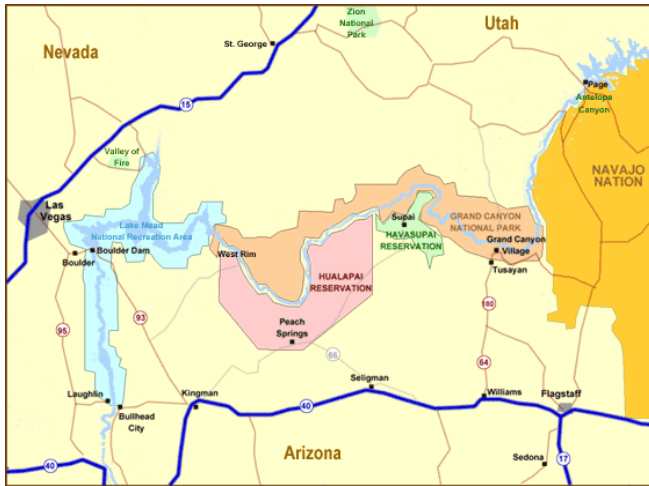 Zion
National
Park
Utah
Nevada
St. George
Page
Antelope
Canyon
15
Valley of
Fire
NAVAJO
NATION
Las
Vegas
Lake Mead
National Recreation Area
Supai
GRAND CANYON
NATIONAL PARK
HAVASUPAI
RESERVATION
Grand Canyon
Village
Boulder Dam
Boulder
West Rim
Tusayan
HUALAPAI
RESERVATION
180
93
95
Peach
Springs
66
64
Seligman
Laughlin
Kingman
Williams
Flagstaff
40
Bullhead
City
Arizona
Sedona
17
40